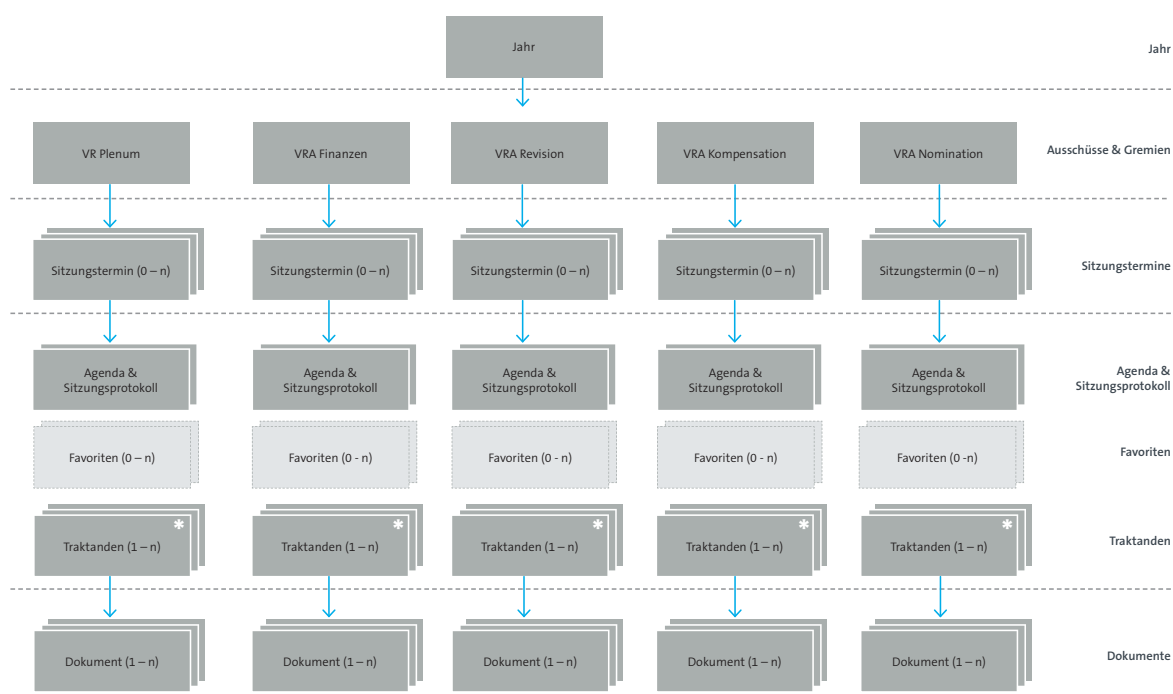 Jahr
Jahr
VR Plenum
VRA Finanzen
VRA Revision
VRA Kompensation
VRA Nomination
Ausschüsse & Gremien
Sitzungstermin (0 – n)
Sitzungstermin (0 – n)
Sitzungstermin (0 – n)
Sitzungstermin (0 – n)
Sitzungstermin (0 – n)
Sitzungstermine
Agenda &
Sitzungsprotokoll
Agenda &
Sitzungsprotokoll
Agenda &
Sitzungsprotokoll
Agenda &
Sitzungsprotokoll
Agenda &
Sitzungsprotokoll
Agenda &
Sitzungsprotokoll
Favoriten (0 – n)
Favoriten (0 - n)
Favoriten (0 - n)
Favoriten (0 - n)
Favoriten (0 -n)
Favoriten
Traktanden (1 – n) *
Traktanden (1 – n) *
Traktanden (1 – n) *
Traktanden (1 – n) *
Traktanden (1 – n) *
Traktanden
Dokument (1 – n)
Dokument (1 – n)
Dokument (1 – n)
Dokument (1 – n)
Dokument (1 – n)
Dokumente